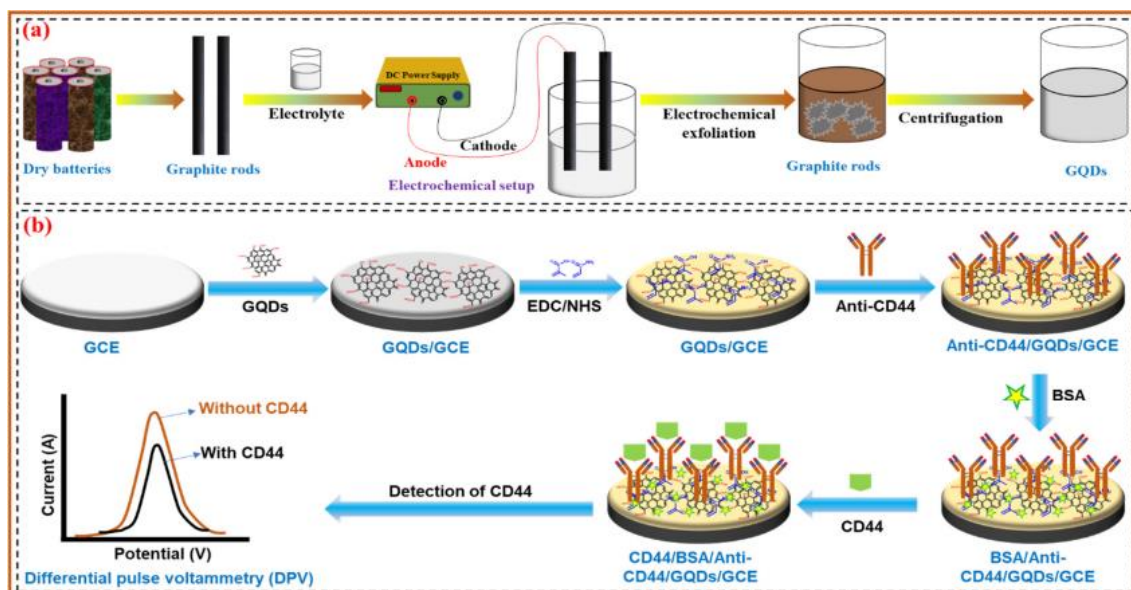 (a)
DC Power Supply
Electrolyte
Electrochemical
exfoliation
Centrifugation
Cathode
Anode
Dry batteries
Graphite rods
Electrochemical setup
Graphite rods
GQDs
(b)
GQDs
EDC/NHS
Anti-CD44
GCE
GQDs/GCE
GQDs/GCE
Anti-CD44/GQDs/GCE
BSA
Without CD44
With CD44
Current (A)
Potential (V)
Differential pulse voltammetry (DPV)
Detection of CD44
CD44
CD44/BSA/Anti-
CD44/GQDs/GCE
BSA/Anti-
CD44/GQDs/GCE